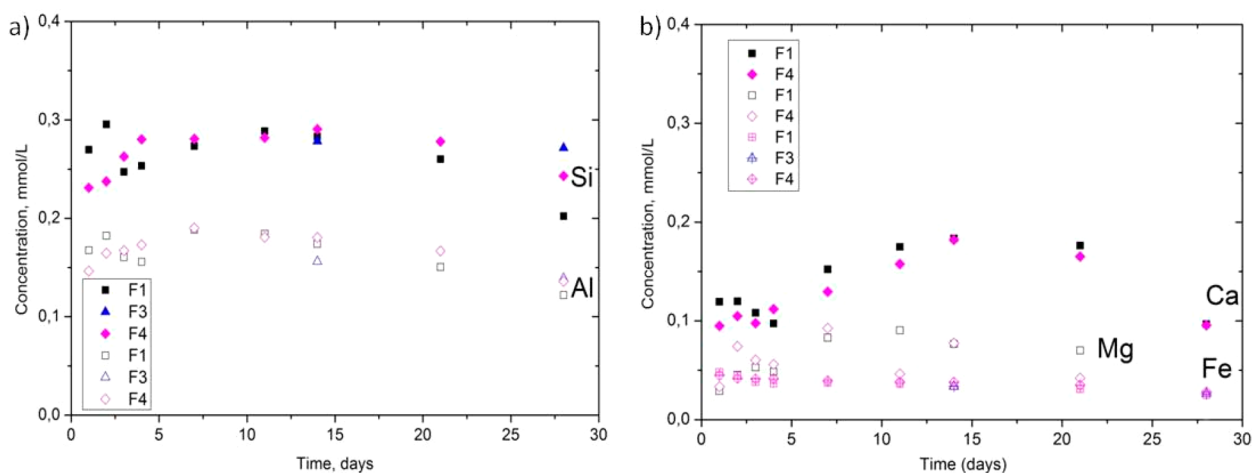 a)
Concentration, mmol/L
0,4
0,3
0,2
0,1
0,0
Si
Al
F1
F3
F4
F1
F3
F4
0 5 10 15 20 25 30
Time, days
b)
Concentration, mmol/L
0,4
0,3
0,2
0,1
0,0
F1
F4
F1
F4
F1
F3
F4
Ca
Mg
Fe
0 5 10 15 20 25 30
Time (days)